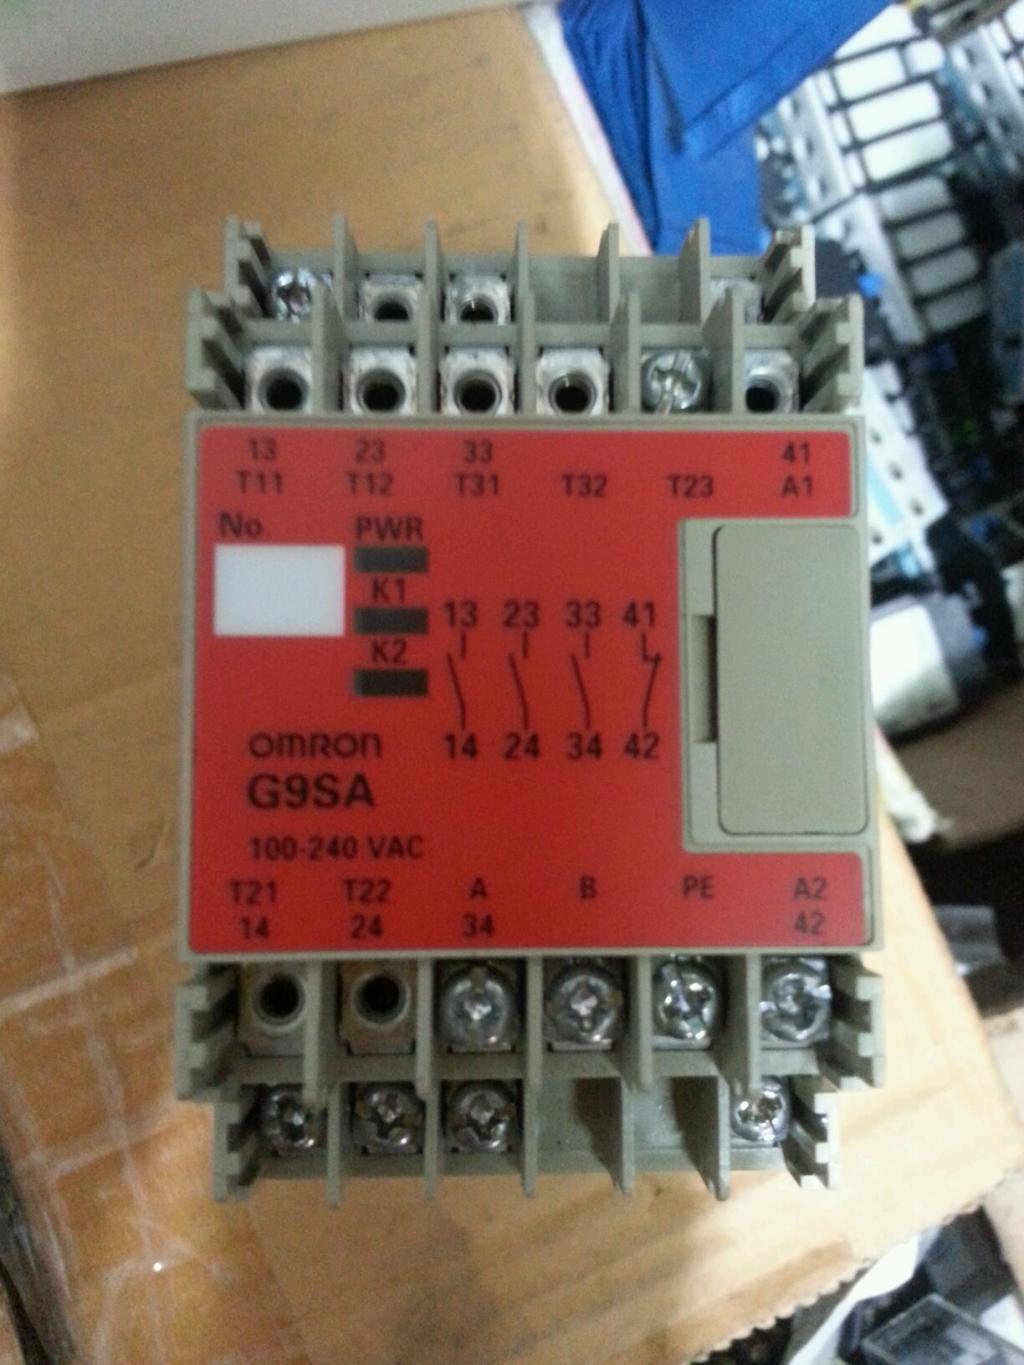 13 23 33 41
T11 T12 T31 T32 T23 A1
No. PWR
K1
13 23 33 41
K2
14 24 34 42
omron
G9SA
100-240 VAC
T21 T22 A B PE A2
14 24 34 42